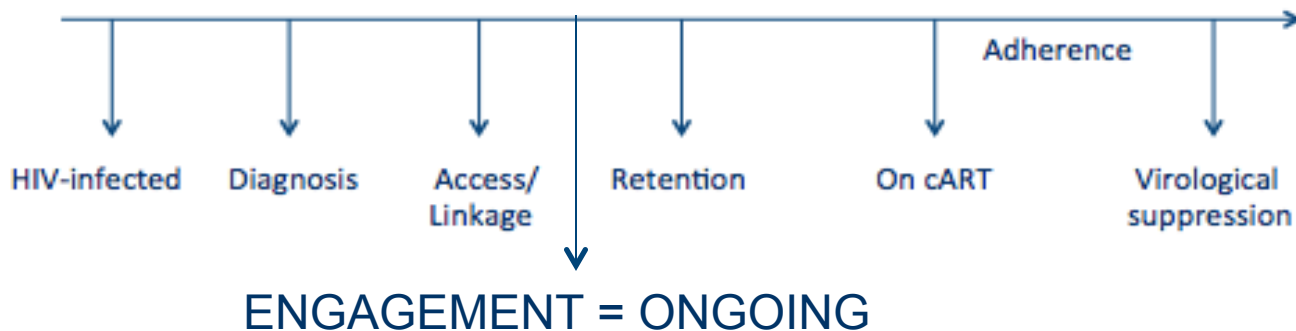 Adherence
HIV-infected
Diagnosis
Access/
Linkage
Retention
On cART
Virological
suppression
ENGAGEMENT = ONGOING